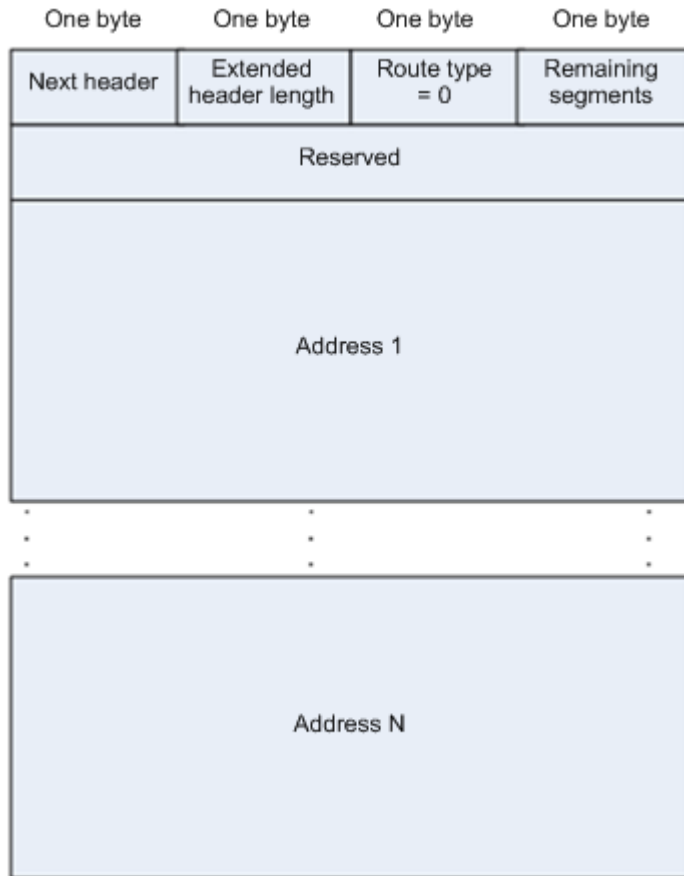 One byte One byte One byte One byte
Next header
Extended
header length
Route type
= 0
Remaining
segments
Reserved
Address 1
Address N